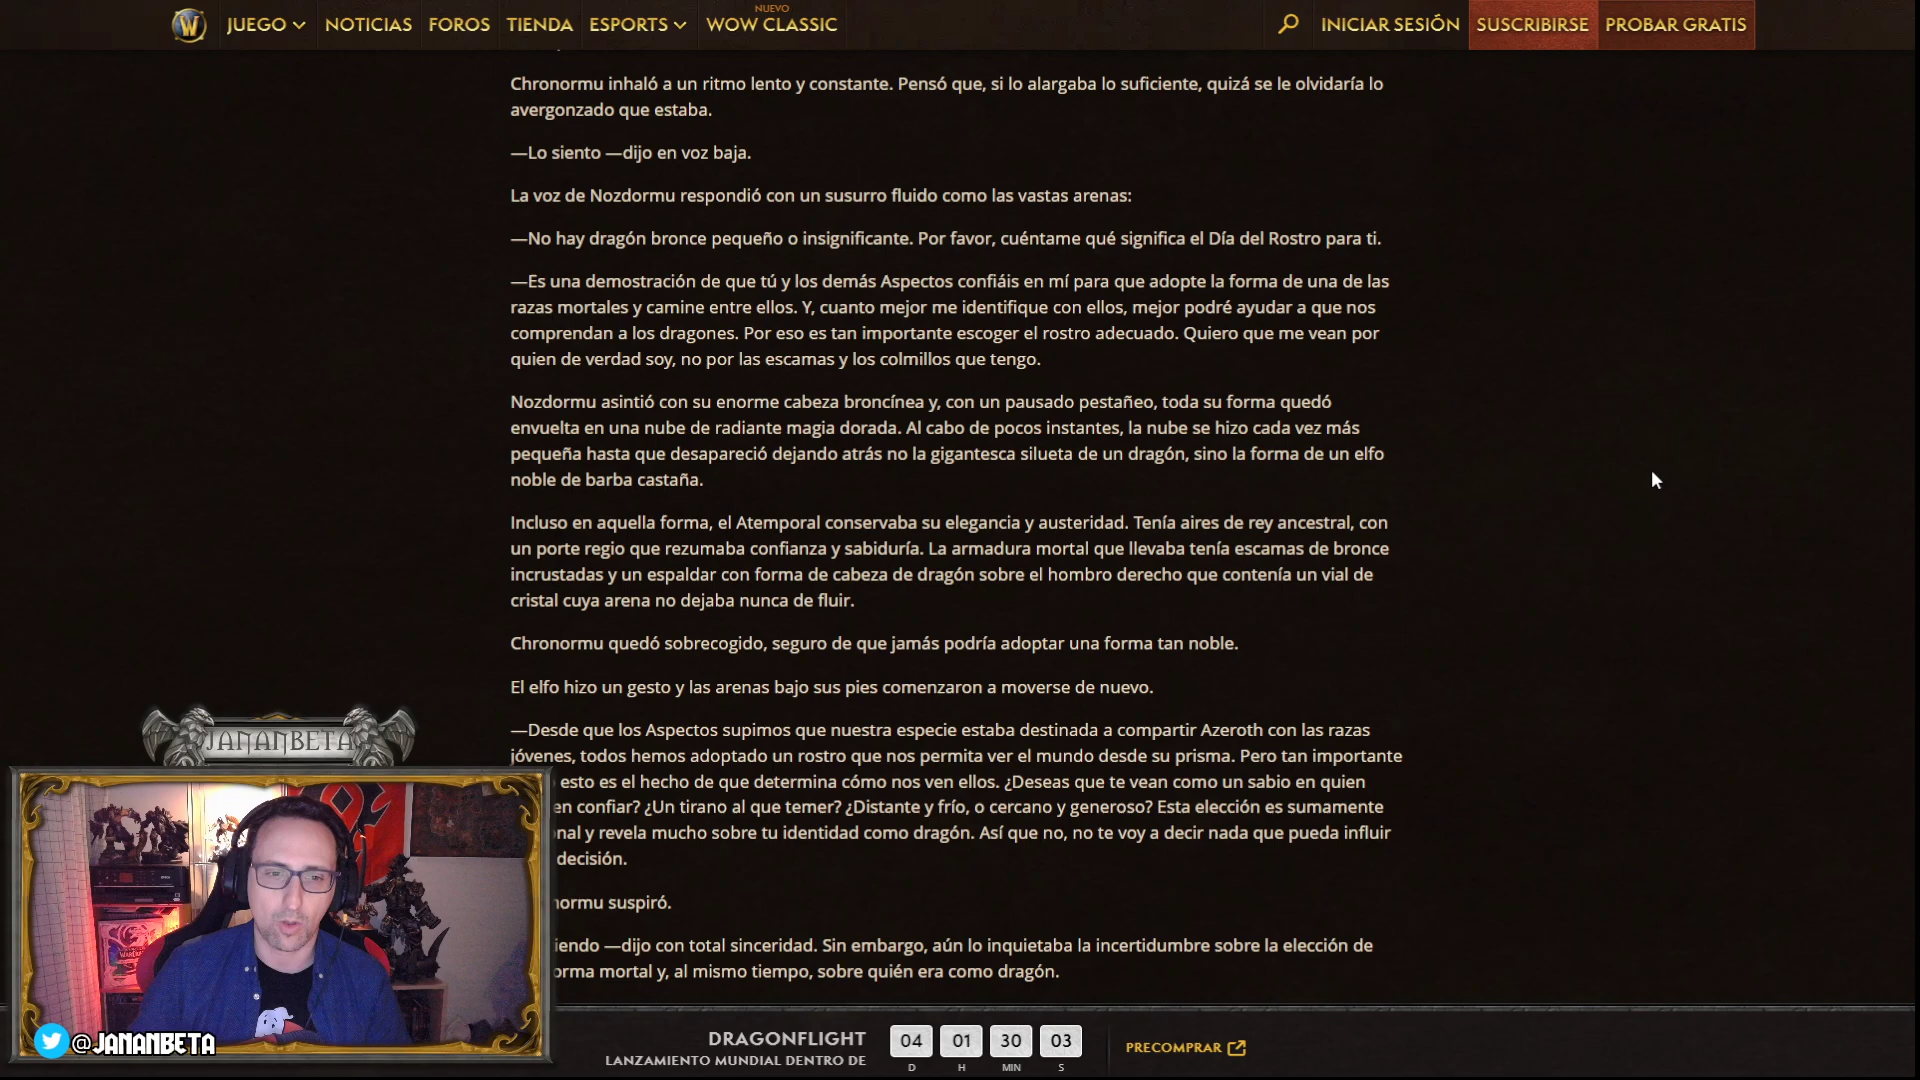 JUEGO NOTICIAS FOROS TIENDA ESPORTS NUEVO WOW CLASSIC INICIAR SESIÓN SUSCRIBIRSE PROBAR GRATIS
Chronormu inhaló a un ritmo lento y constante. Pensó que, si lo alargaba lo suficiente, quizá se le olvidaría lo
avergonzado que estaba.
—Lo siento —dijo en voz baja.
La voz de Nozdormu respondió con un susurro fluido como las vastas arenas:
—No hay dragón bronce pequeño o insignificante. Por favor, cuéntame qué significa el Día del Rostro para ti.
—Es una demostración de que tú y los demás Aspectos confiáis en mí para que adopte la forma de una de las
razas mortales y camine entre ellos. Y, cuanto mejor me identifique con ellos, mejor podré ayudar a que nos
comprendan a los dragones. Por eso es tan importante escoger el rostro adecuado. Quiero que me vean por
quien de verdad soy, no por las escamas y los colmillos que tengo.
Nozdormu asintió con su enorme cabeza broncínea y, con un pausado pestañeo, toda su forma quedó
envuelta en una nube de radiante magia dorada. Al cabo de pocos instantes, la nube se hizo cada vez más
pequeña hasta que desapareció dejando atrás no la gigantesca silueta de un dragón, sino la forma de un elfo
noble de barba castaña.
Incluso en aquella forma, el Atemporal conservaba su elegancia y austeridad. Tenía aires de rey ancestral, con
un porte regio que rezumaba confianza y sabiduría. La armadura mortal que llevaba tenía escamas de bronce
incrustadas y un espaldar con forma de cabeza de dragón sobre el hombro derecho que contenía un vial de
cristal cuya arena no dejaba nunca de fluir.
Chronormu quedó sobrecogido, seguro de que jamás podría adoptar una forma tan noble.
El elfo hizo un gesto y las arenas bajo sus pies comenzaron a moverse de nuevo.
—Desde que los Aspectos supimos que nuestra especie estaba destinada a compartir Azeroth con las razas
jóvenes, todos hemos adoptado un rostro que nos permita ver el mundo desde su prisma. Pero tan importante
esto es el hecho de que determina cómo nos ven ellos. ¿Deseas que te vean como un sabio en quien
en confiar? ¿Un tirano al que temer? ¿Distante y frío, o cercano y generoso? Esta elección es sumamente
onal y revela mucho sobre tu identidad como dragón. Así que no, no te voy a decir nada que pueda influir
decisión.
ormu suspiró.
iendo —dijo con total sinceridad. Sin embargo, aún lo inquietaba la incertidumbre sobre la elección de
orma mortal y, al mismo tiempo, sobre quién era como dragón.
JANANBETA
@JANANBETA
DRAGONFLIGHT
LANZAMIENTO MUNDIAL DENTRO DE
04 01 30 03
D H MIN S
PRECOMPRAR